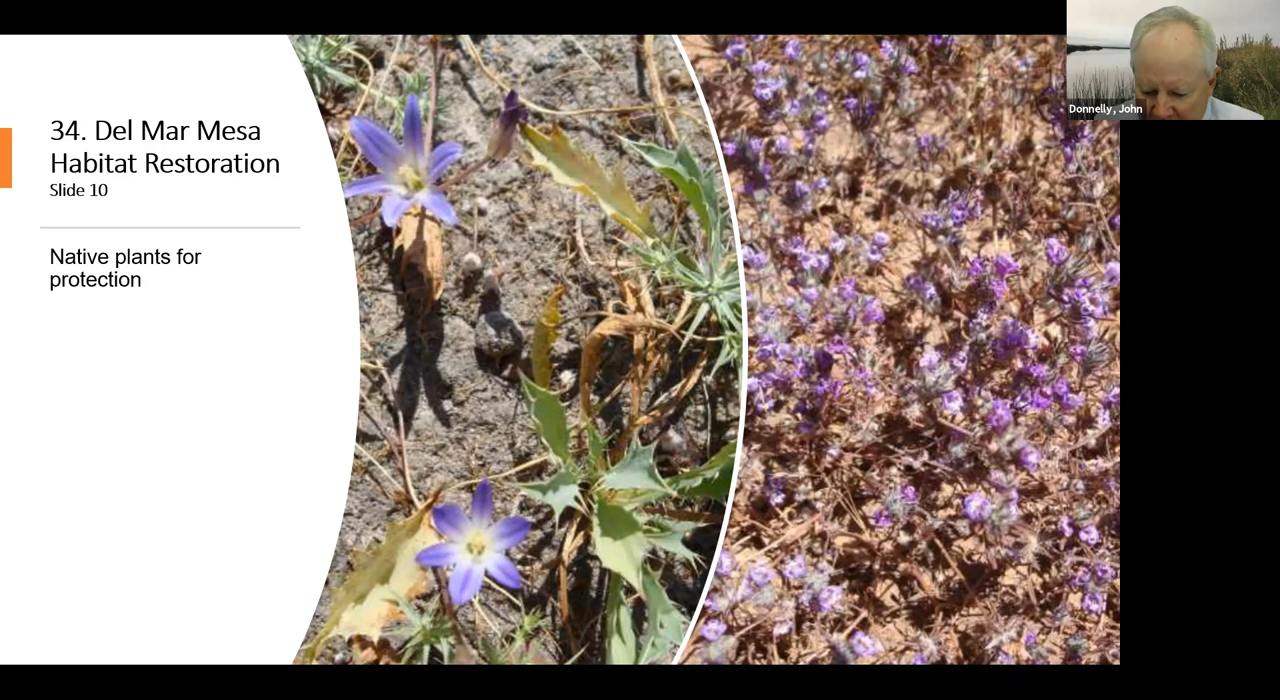 34. Del Mar Mesa
Habitat Restoration
Slide 10
Native plants for
protection
Donnelly, John